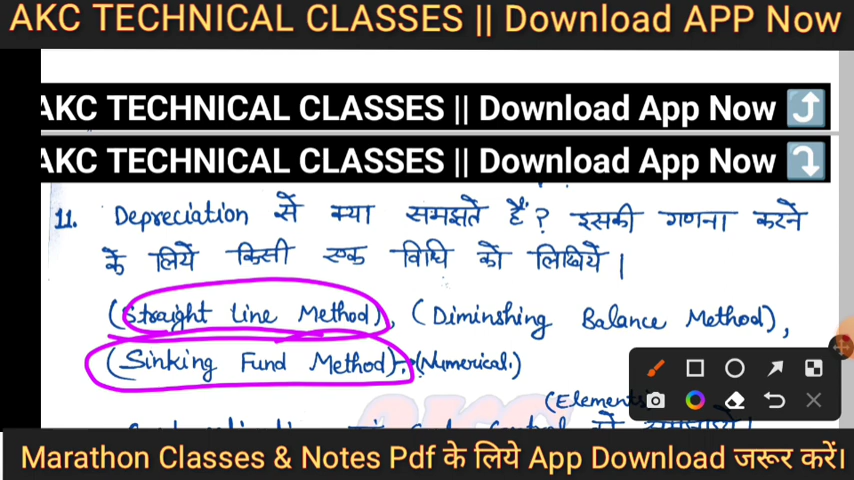 AKC TECHNICAL CLASSES || Download APP Now
AKC TECHNICAL CLASSES || Download App Now
AKC TECHNICAL CLASSES || Download App Now
11. Depreciation से क्या समझते हैं? इसकी गणना करने
के लिये किसी एक विधि को लिखिये।
(Straight Line Method), (Diminshing Balance Method),
(Sinking Fund Method). (Numerical.)
(Elements
Marathon Classes & Notes Pdf के लिये App Download जरूर करें।